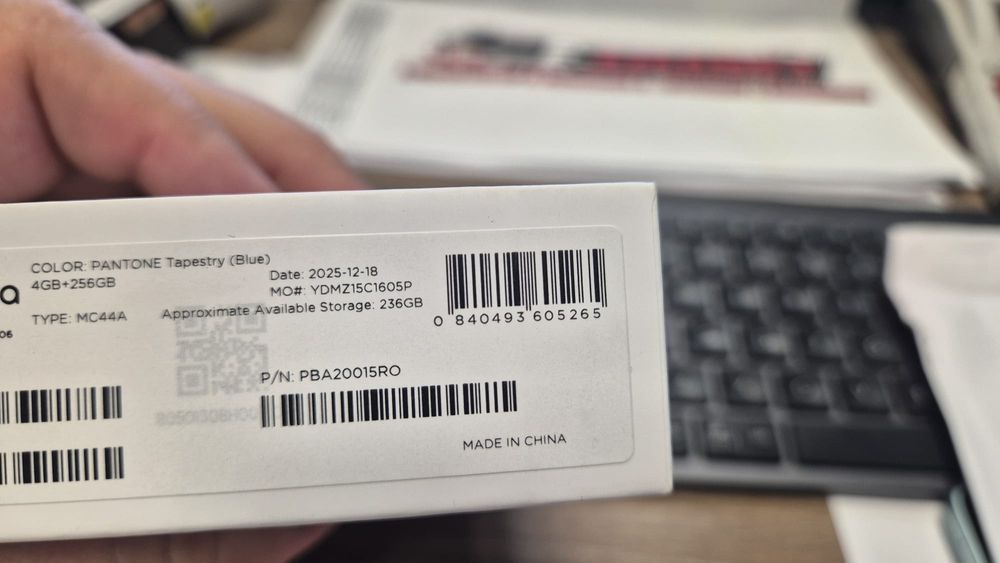 COLOR: PANTONE Tapestry (Blue)
4GB+256GB
TYPE: MC44A
Date: 2025-12-18
MO#: YDMZ15C1605P
Approximate Available Storage: 236GB
0 840493 605265
P/N: PBA20015RO
MADE IN CHINA
a
06